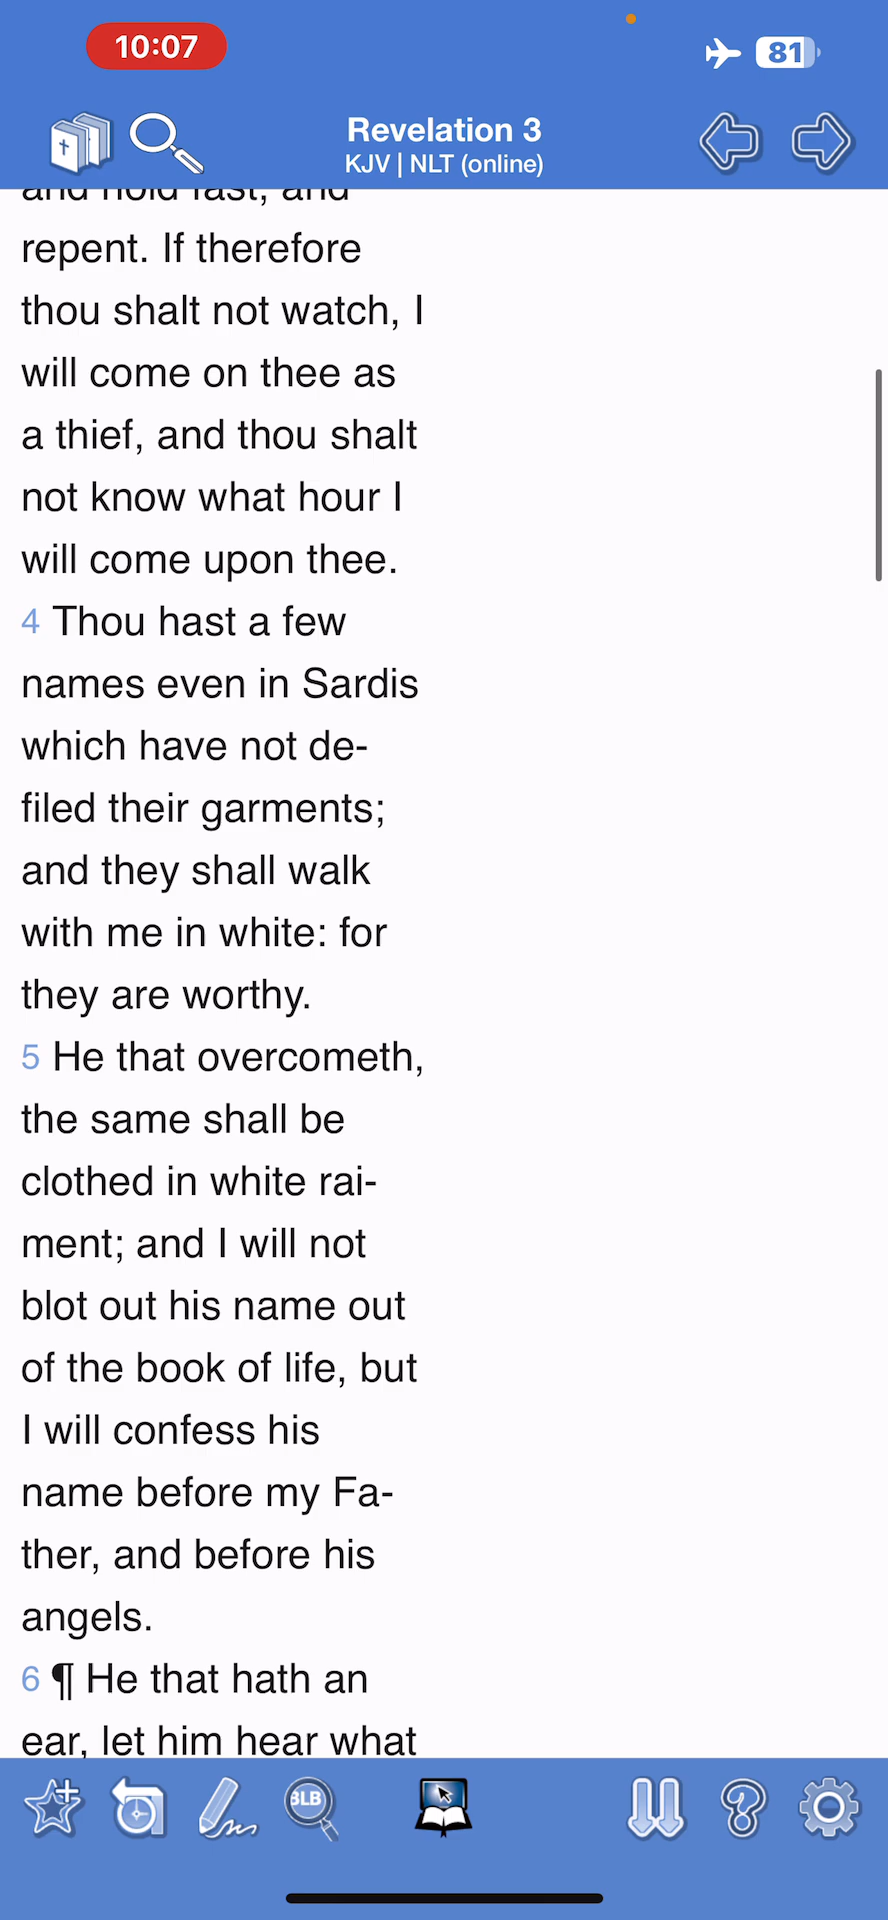 10:07
81
Revelation 3
KJV | NLT (online)
and hold fast, and
repent. If therefore
thou shalt not watch, I
will come on thee as
a thief, and thou shalt
not know what hour I
will come upon thee.
4 Thou hast a few
names even in Sardis
which have not de-
filed their garments;
and they shall walk
with me in white: for
they are worthy.
5 He that overcometh,
the same shall be
clothed in white rai-
ment; and I will not
blot out his name out
of the book of life, but
I will confess his
name before my Fa-
ther, and before his
angels.
6 ¶ He that hath an
ear, let him hear what
BLB